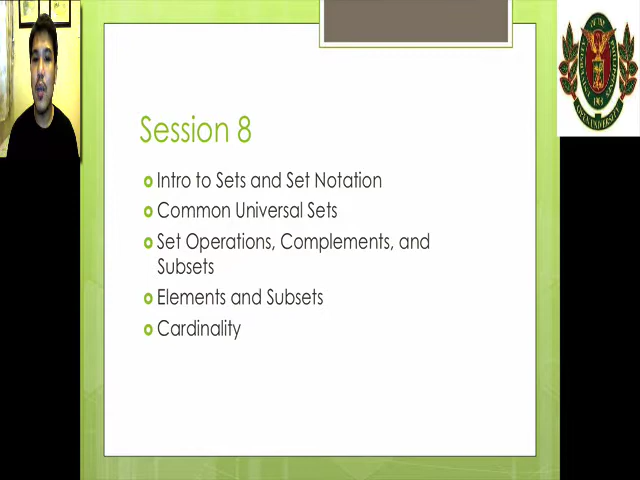 Session 8
Intro to Sets and Set Notation
Common Universal Sets
Set Operations, Complements, and
Subsets
Elements and Subsets
Cardinality